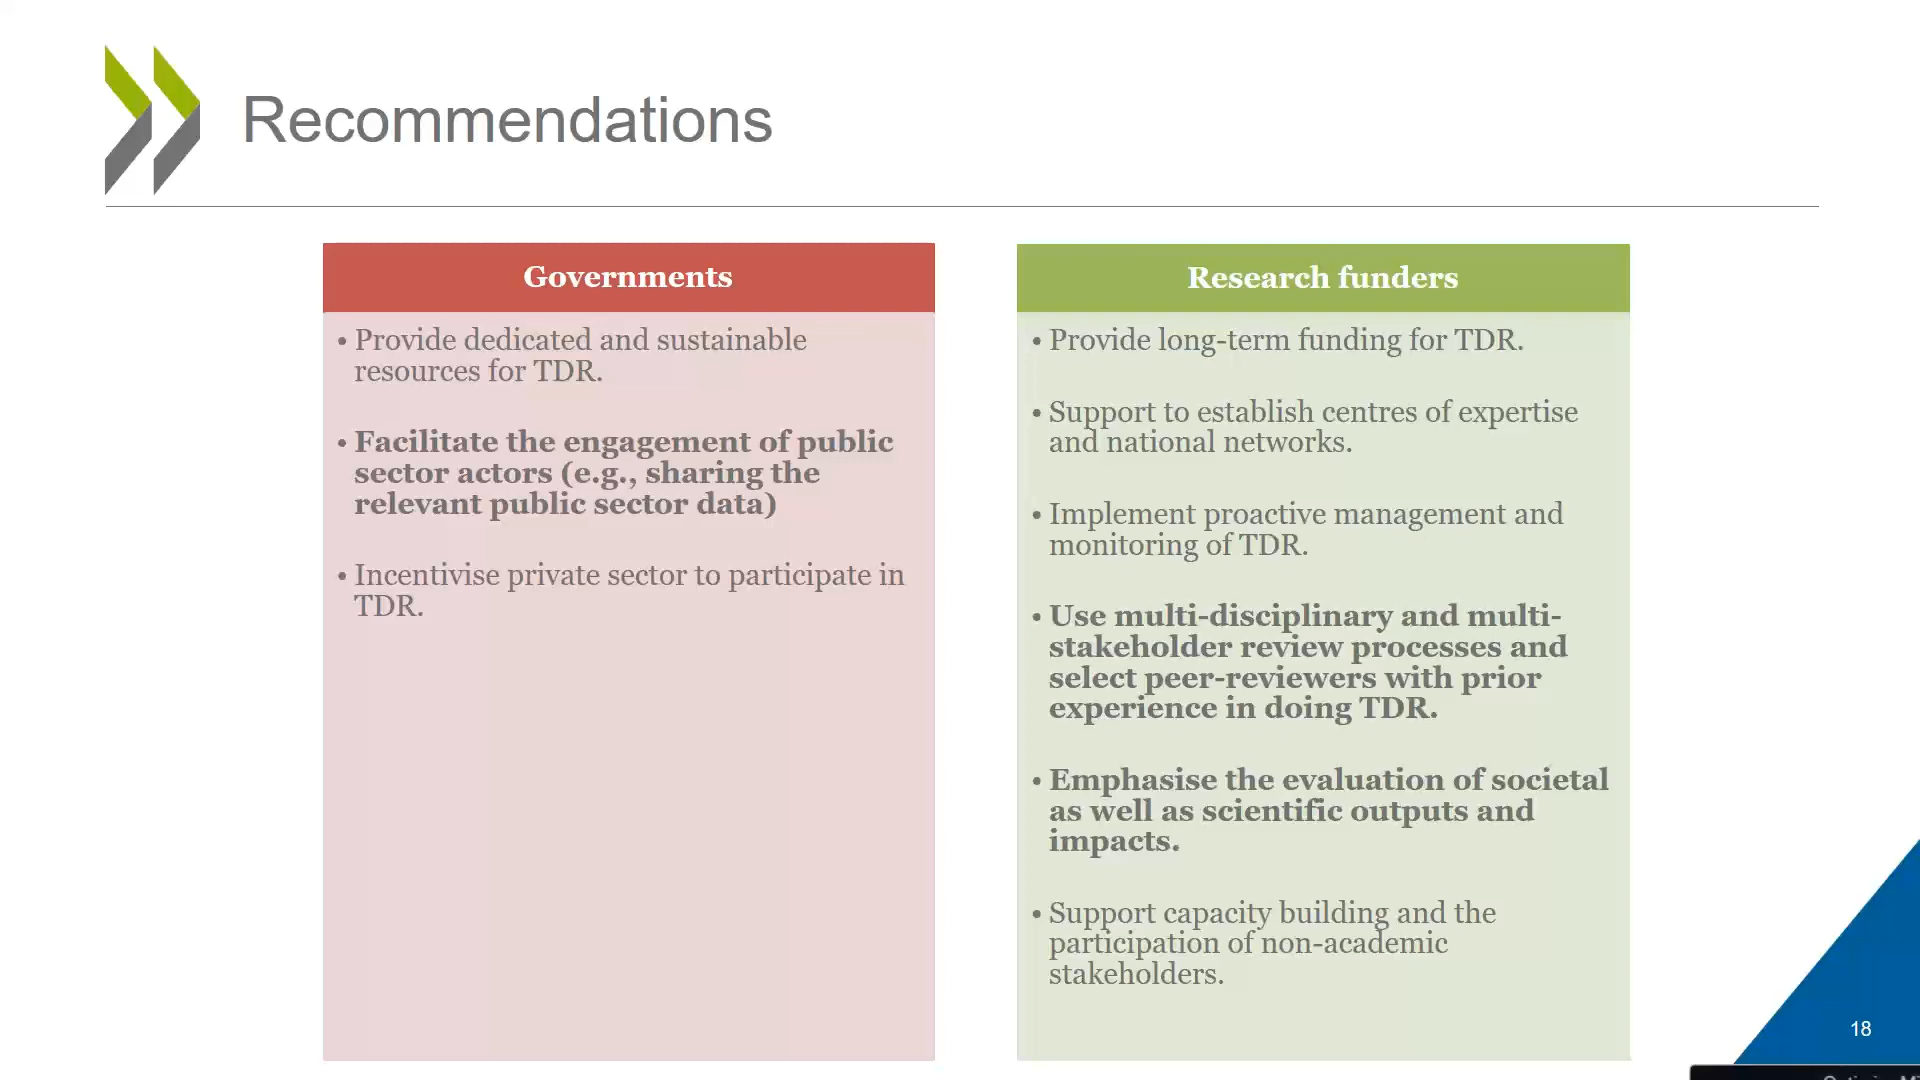 Recommendations
Governments
• Provide dedicated and sustainable
resources for TDR.
• Facilitate the engagement of public
sector actors (e.g., sharing the
relevant public sector data)
• Incentivise private sector to participate in
TDR.
Research funders
• Provide long-term funding for TDR.
• Support to establish centres of expertise
and national networks.
• Implement proactive management and
monitoring of TDR.
• Use multi-disciplinary and multi-
stakeholder review processes and
select peer-reviewers with prior
experience in doing TDR.
• Emphasise the evaluation of societal
as well as scientific outputs and
impacts.
• Support capacity building and the
participation of non-academic
stakeholders.
18